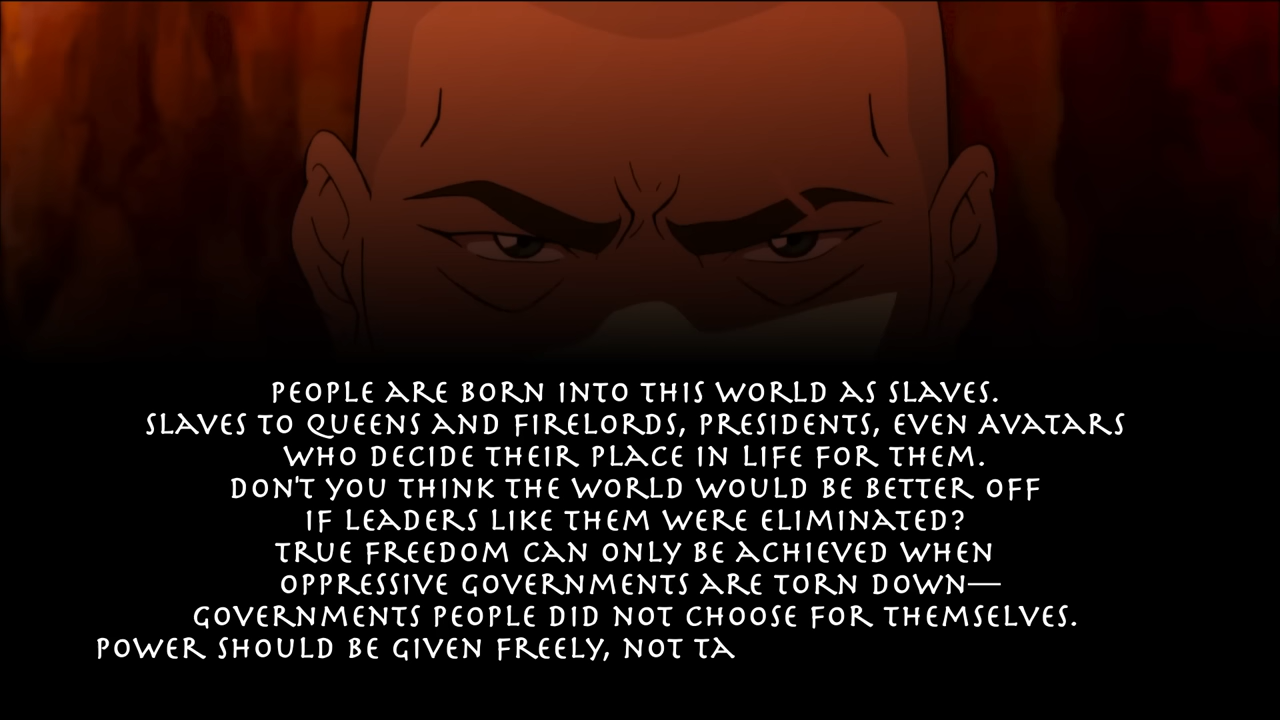 PEOPLE ARE BORN INTO THIS WORLD AS SLAVES.
SLAVES TO QUEENS AND FIRELORDS, PRESIDENTS, EVEN AVATARS
WHO DECIDE THEIR PLACE IN LIFE FOR THEM.
DON'T YOU THINK THE WORLD WOULD BE BETTER OFF
IF LEADERS LIKE THEM WERE ELIMINATED?
TRUE FREEDOM CAN ONLY BE ACHIEVED WHEN
OPPRESSIVE GOVERNMENTS ARE TORN DOWN—
GOVERNMENTS PEOPLE DID NOT CHOOSE FOR THEMSELVES.
POWER SHOULD BE GIVEN FREELY, NOT TA